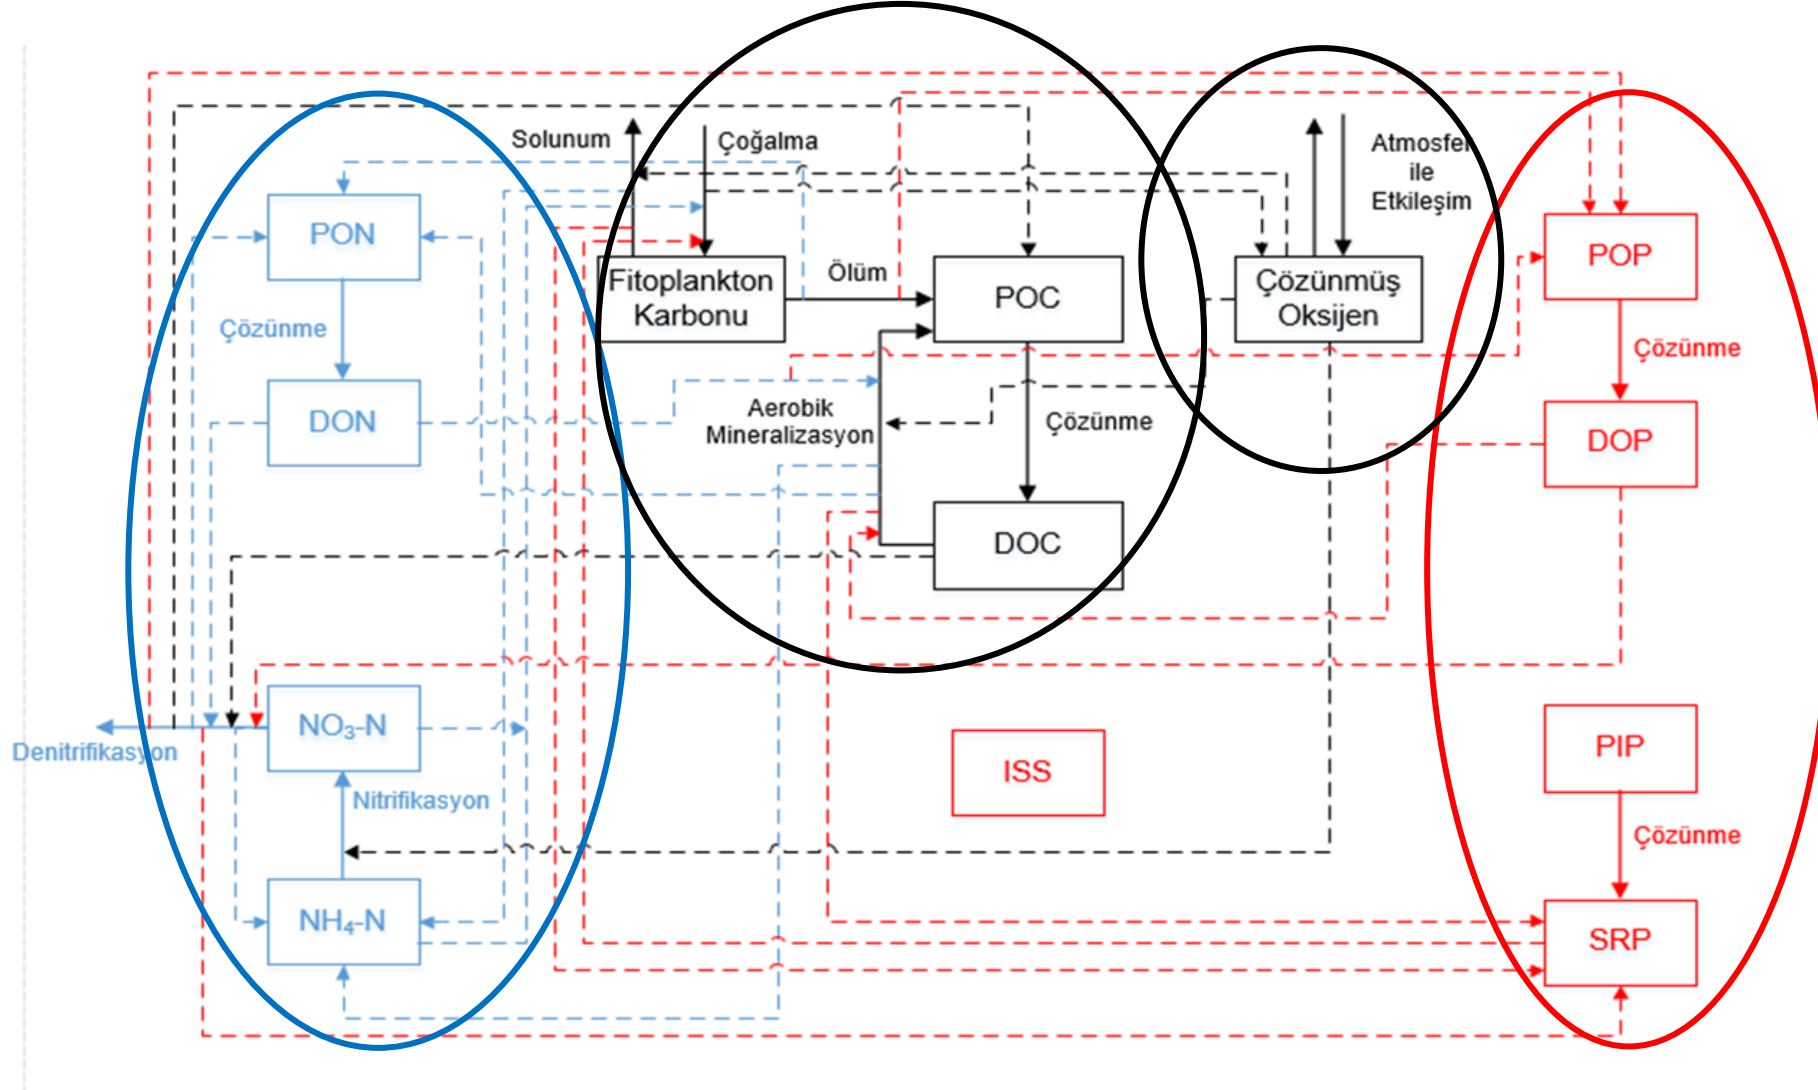 Solunum
Çoğalma
Atmosfer
ile
Etkileşim
PON
Fitoplankton
Karbonu
Ölüm
POC
Çözünmüş
Oksijen
POP
Çözünme
Çözünme
DON
Aerobik
Mineralizasyon
Çözünme
DOP
DOC
NO₃-N
Denitrifikasyon
Nitrifikasyon
ISS
PIP
Çözünme
NH₄-N
SRP